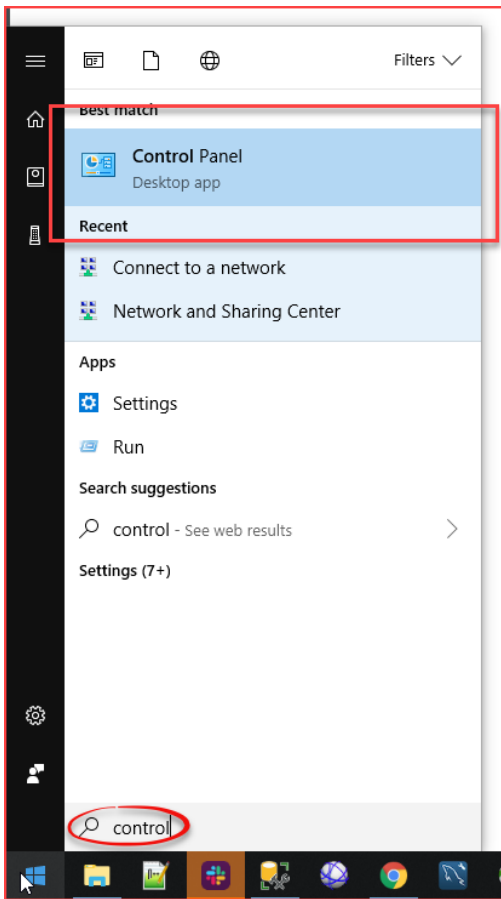 Filters
Best match
Control Panel
Desktop app
Recent
Connect to a network
Network and Sharing Center
Apps
Settings
Run
Search suggestions
control - See web results
Settings (7+)
control